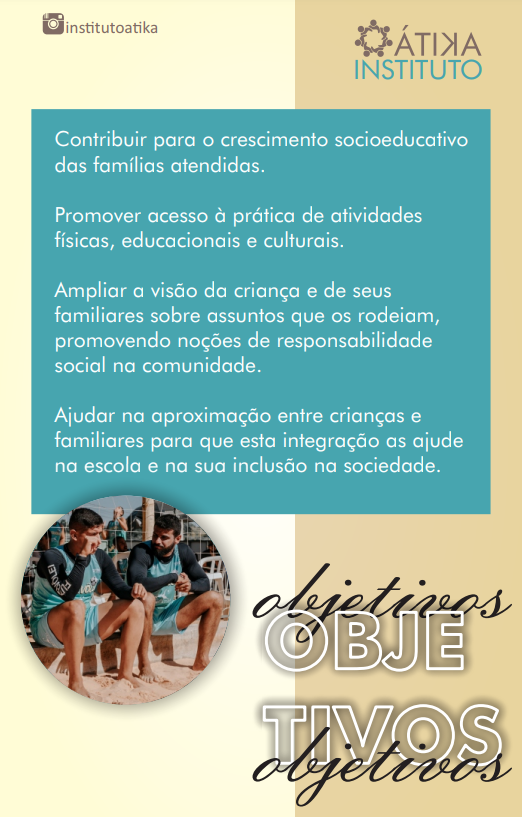 institutoatika
ÁTIKA
INSTITUTO
Contribuir para o crescimento socioeducativo
das famílias atendidas.
Promover acesso à prática de atividades
físicas, educacionais e culturais.
Ampliar a visão da criança e de seus
familiares sobre assuntos que os rodeiam,
promovendo noções de responsabilidade
social na comunidade.
Ajudar na aproximação entre crianças e
familiares para que esta integração as ajude
na escola e na sua inclusão na sociedade.
objetivos
OBJE
TIVOS
objetivos